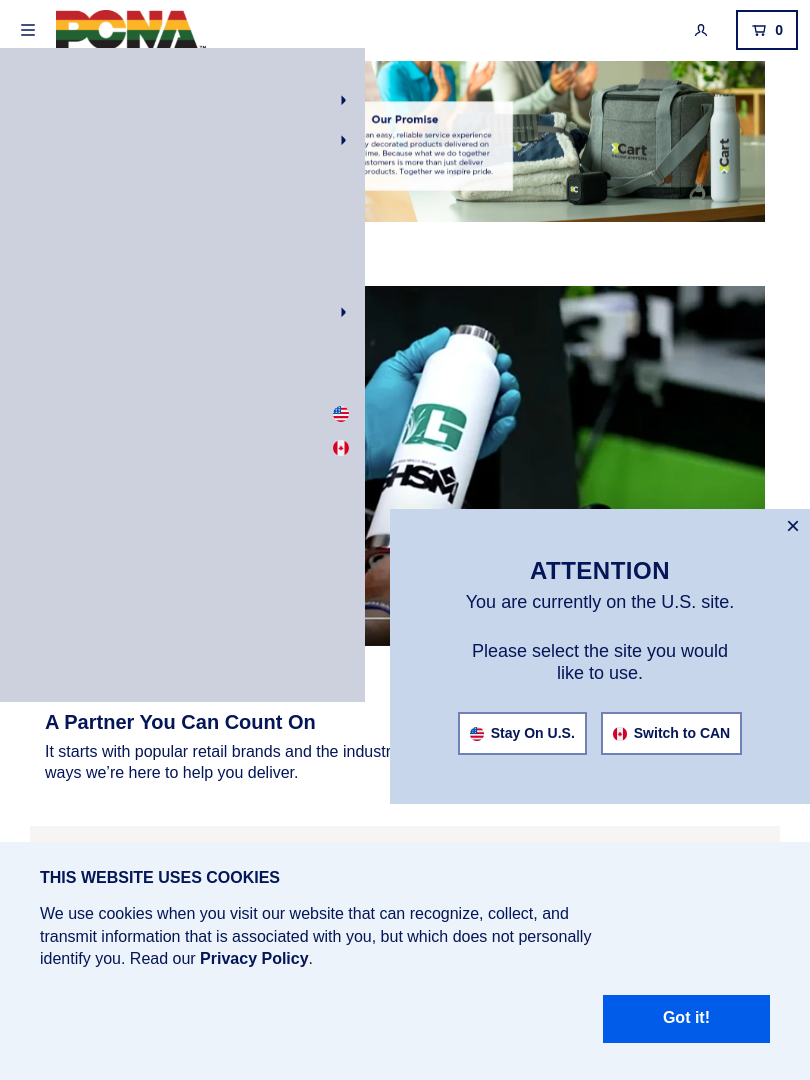 PCNA
0
Our Promise
an easy, reliable service experience
decorated products delivered on
ime. Because what we do together
stomers is more than just deliver
products. Together we inspire pride.
Cart
Cart
G
HSM
ATTENTION
You are currently on the U.S. site.
Please select the site you would
like to use.
Stay On U.S.
Switch to CAN
A Partner You Can Count On
It starts with popular retail brands and the industr
ways we’re here to help you deliver.
THIS WEBSITE USES COOKIES
We use cookies when you visit our website that can recognize, collect, and
transmit information that is associated with you, but which does not personally
identify you. Read our Privacy Policy.
Got it!